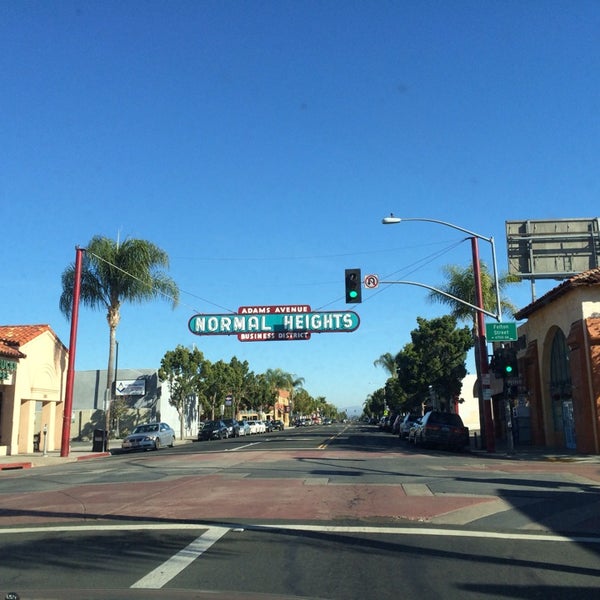 ADAMS AVENUE
NORMAL HEIGHTS
BUSINESS DISTRICT
Felton
Street